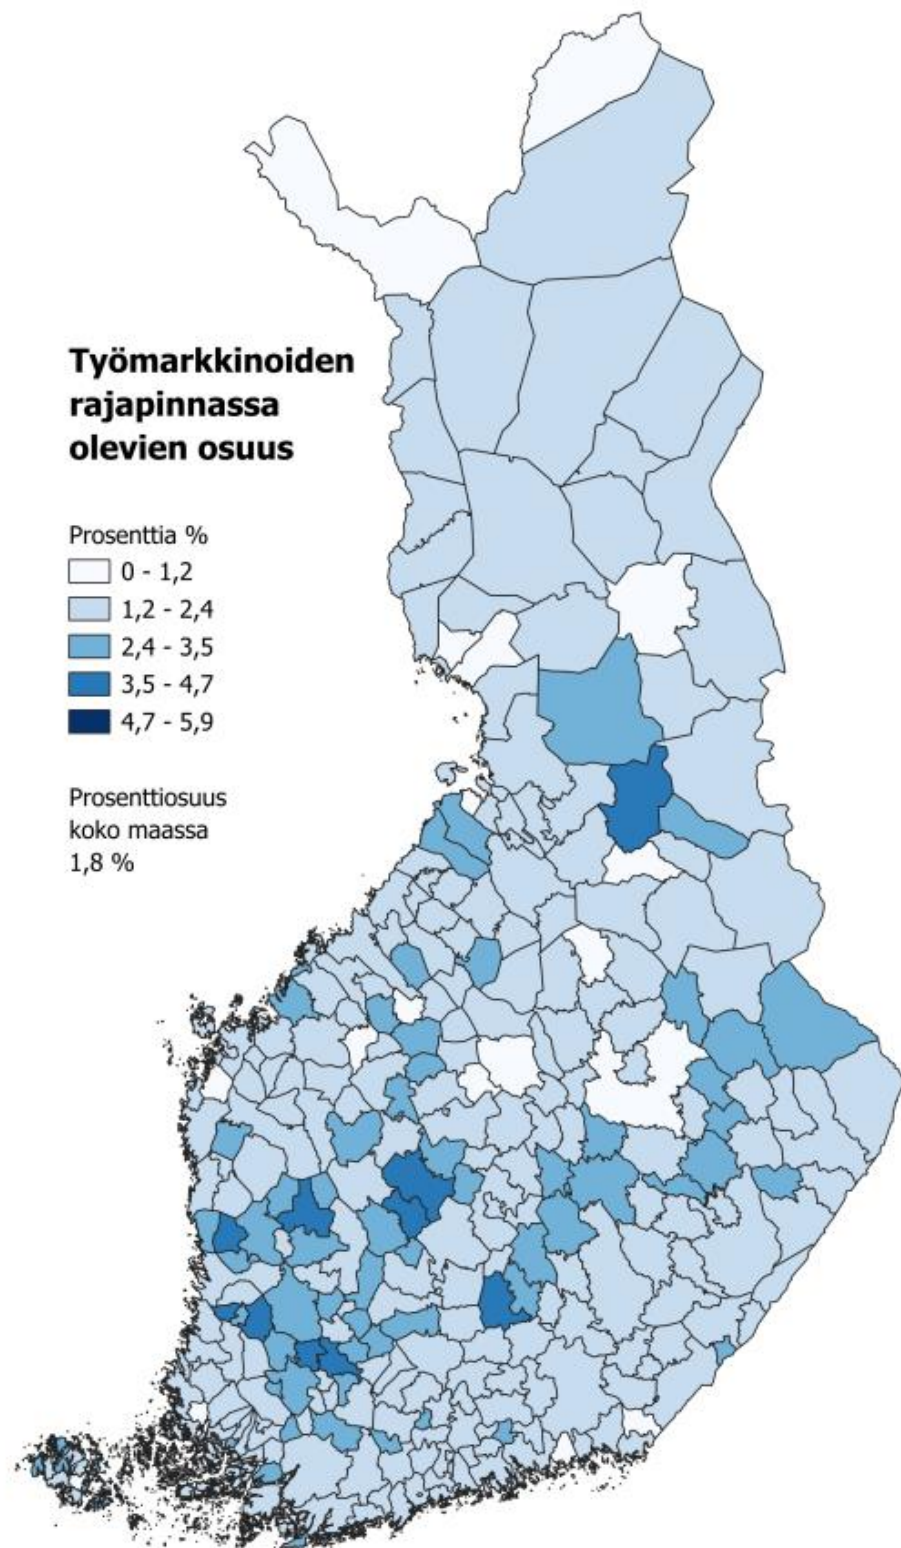 Työmarkkinoiden
rajapinnassa
olevien osuus
Prosenttia %
0 - 1,2
1,2 - 2,4
2,4 - 3,5
3,5 - 4,7
4,7 - 5,9
Prosenttiosuus
koko maassa
1,8 %